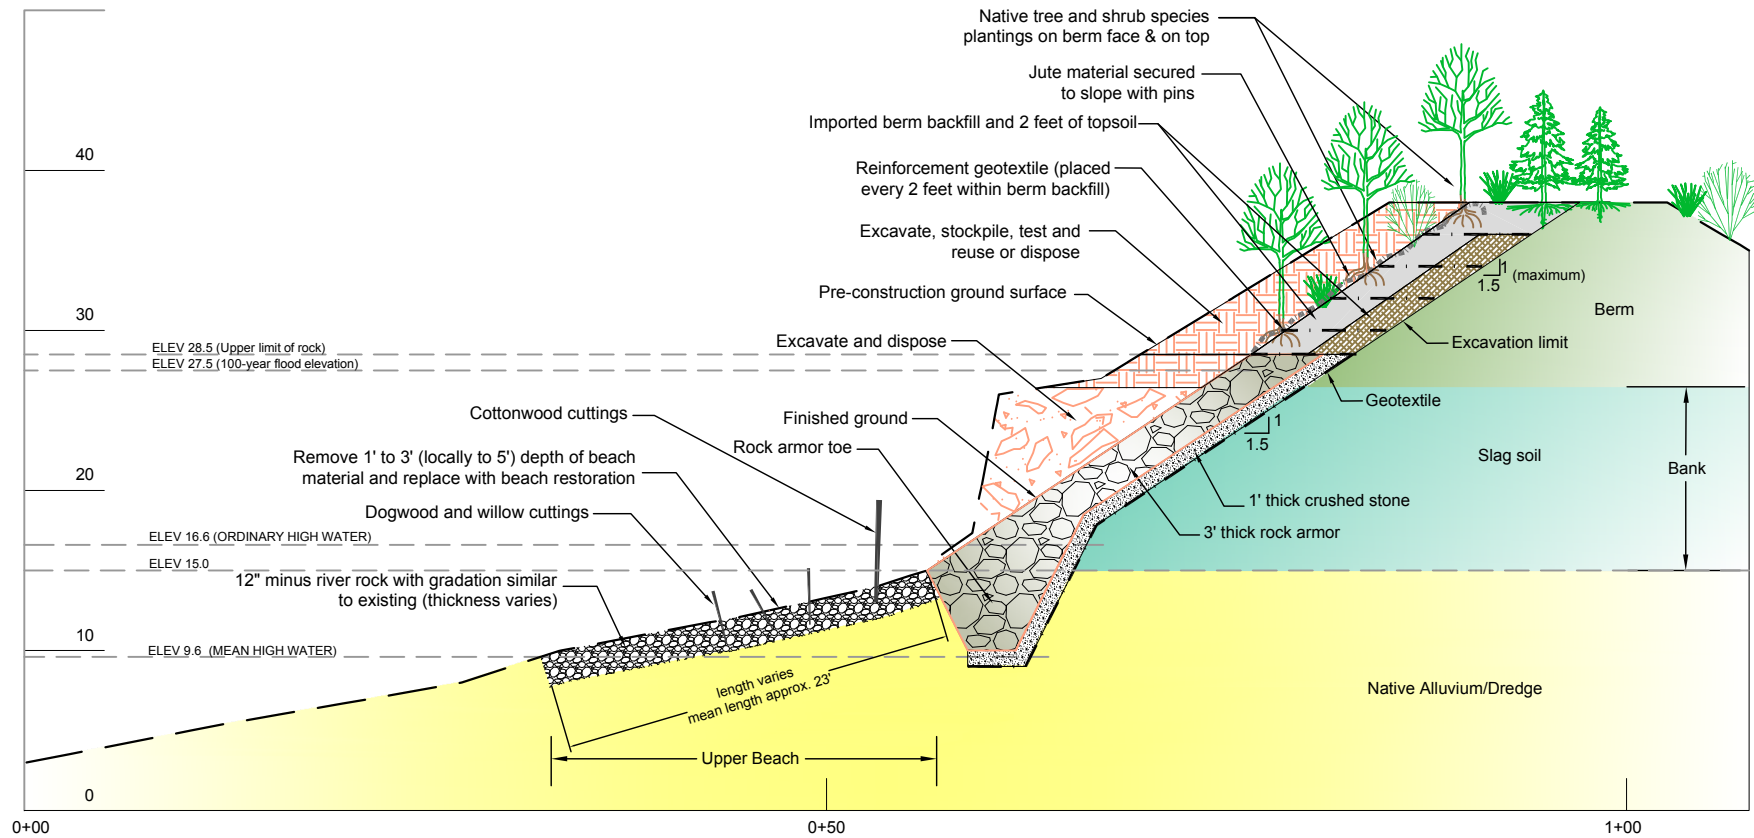 Native tree and shrub species
plantings on berm face & on top
Jute material secured
to slope with pins
Imported berm backfill and 2 feet of topsoil
Reinforcement geotextile (placed
every 2 feet within berm backfill)
Excavate, stockpile, test and
reuse or dispose
Pre-construction ground surface
Excavate and dispose
40
30
20
10
0
ELEV 28.5 (Upper limit of rock)
ELEV 27.5 (100-year flood elevation)
Cottonwood cuttings
Finished ground
Rock armor toe
Remove 1' to 3' (locally to 5') depth of beach
material and replace with beach restoration
Dogwood and willow cuttings
ELEV 16.6 (ORDINARY HIGH WATER)
ELEV 15.0
12" minus river rock with gradation similar
to existing (thickness varies)
ELEV 9.6 (MEAN HIGH WATER)
length varies
mean length approx. 23'
Upper Beach
1
1.5
(maximum)
Berm
Excavation limit
Geotextile
1
1.5
Slag soil
Bank
1' thick crushed stone
3' thick rock armor
Native Alluvium/Dredge
0+00
0+50
1+00